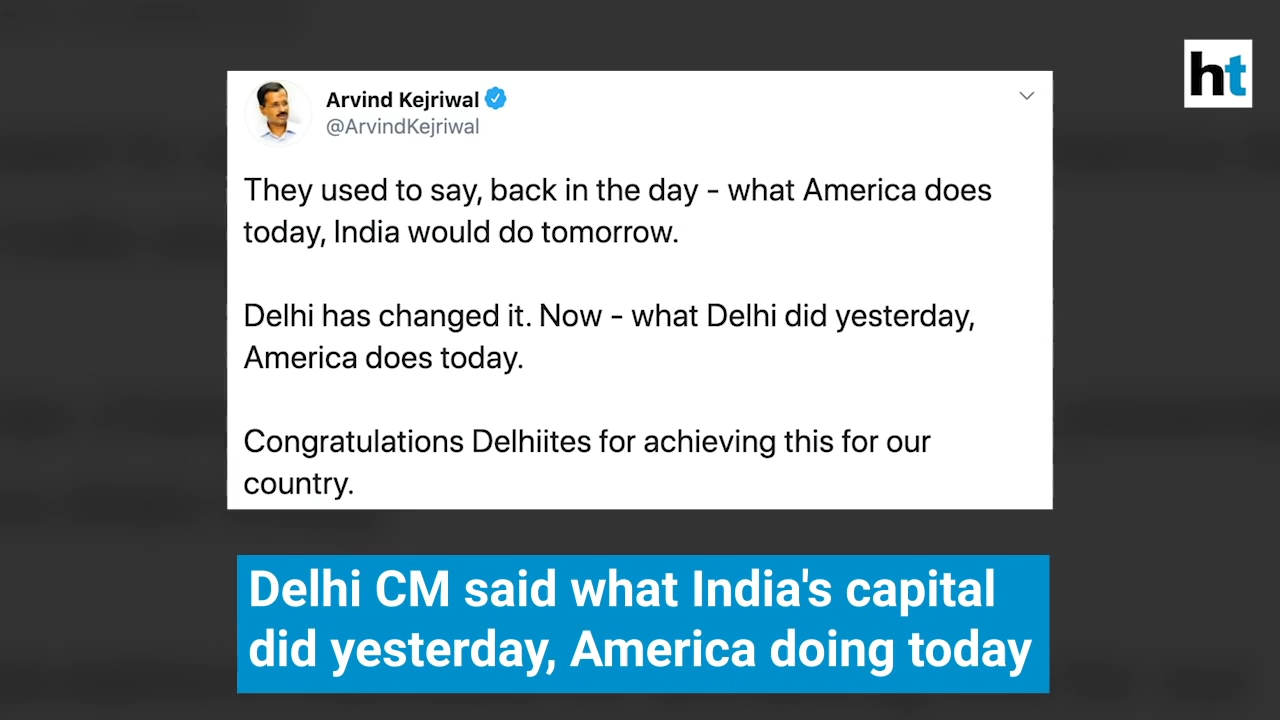 ht
Arvind Kejriwal
@ArvindKejriwal
They used to say, back in the day - what America does
today, India would do tomorrow.
Delhi has changed it. Now - what Delhi did yesterday,
America does today.
Congratulations Delhiites for achieving this for our
country.
Delhi CM said what India's capital
did yesterday, America doing today